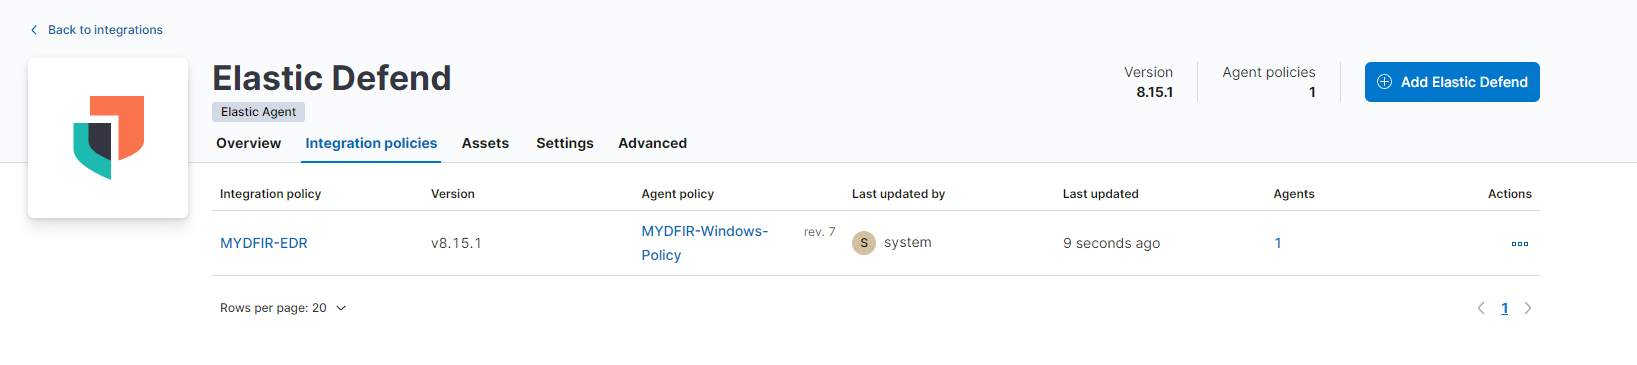 Back to integrations
Elastic Defend
Elastic Agent
Version
8.15.1
Agent policies
1
Add Elastic Defend
Overview Integration policies Assets Settings Advanced
Integration policy Version Agent policy Last updated by Last updated Agents Actions
MYDFIR-EDR v8.15.1 MYDFIR-Windows- rev. 7 S system 9 seconds ago 1
Policy
Rows per page: 20 1